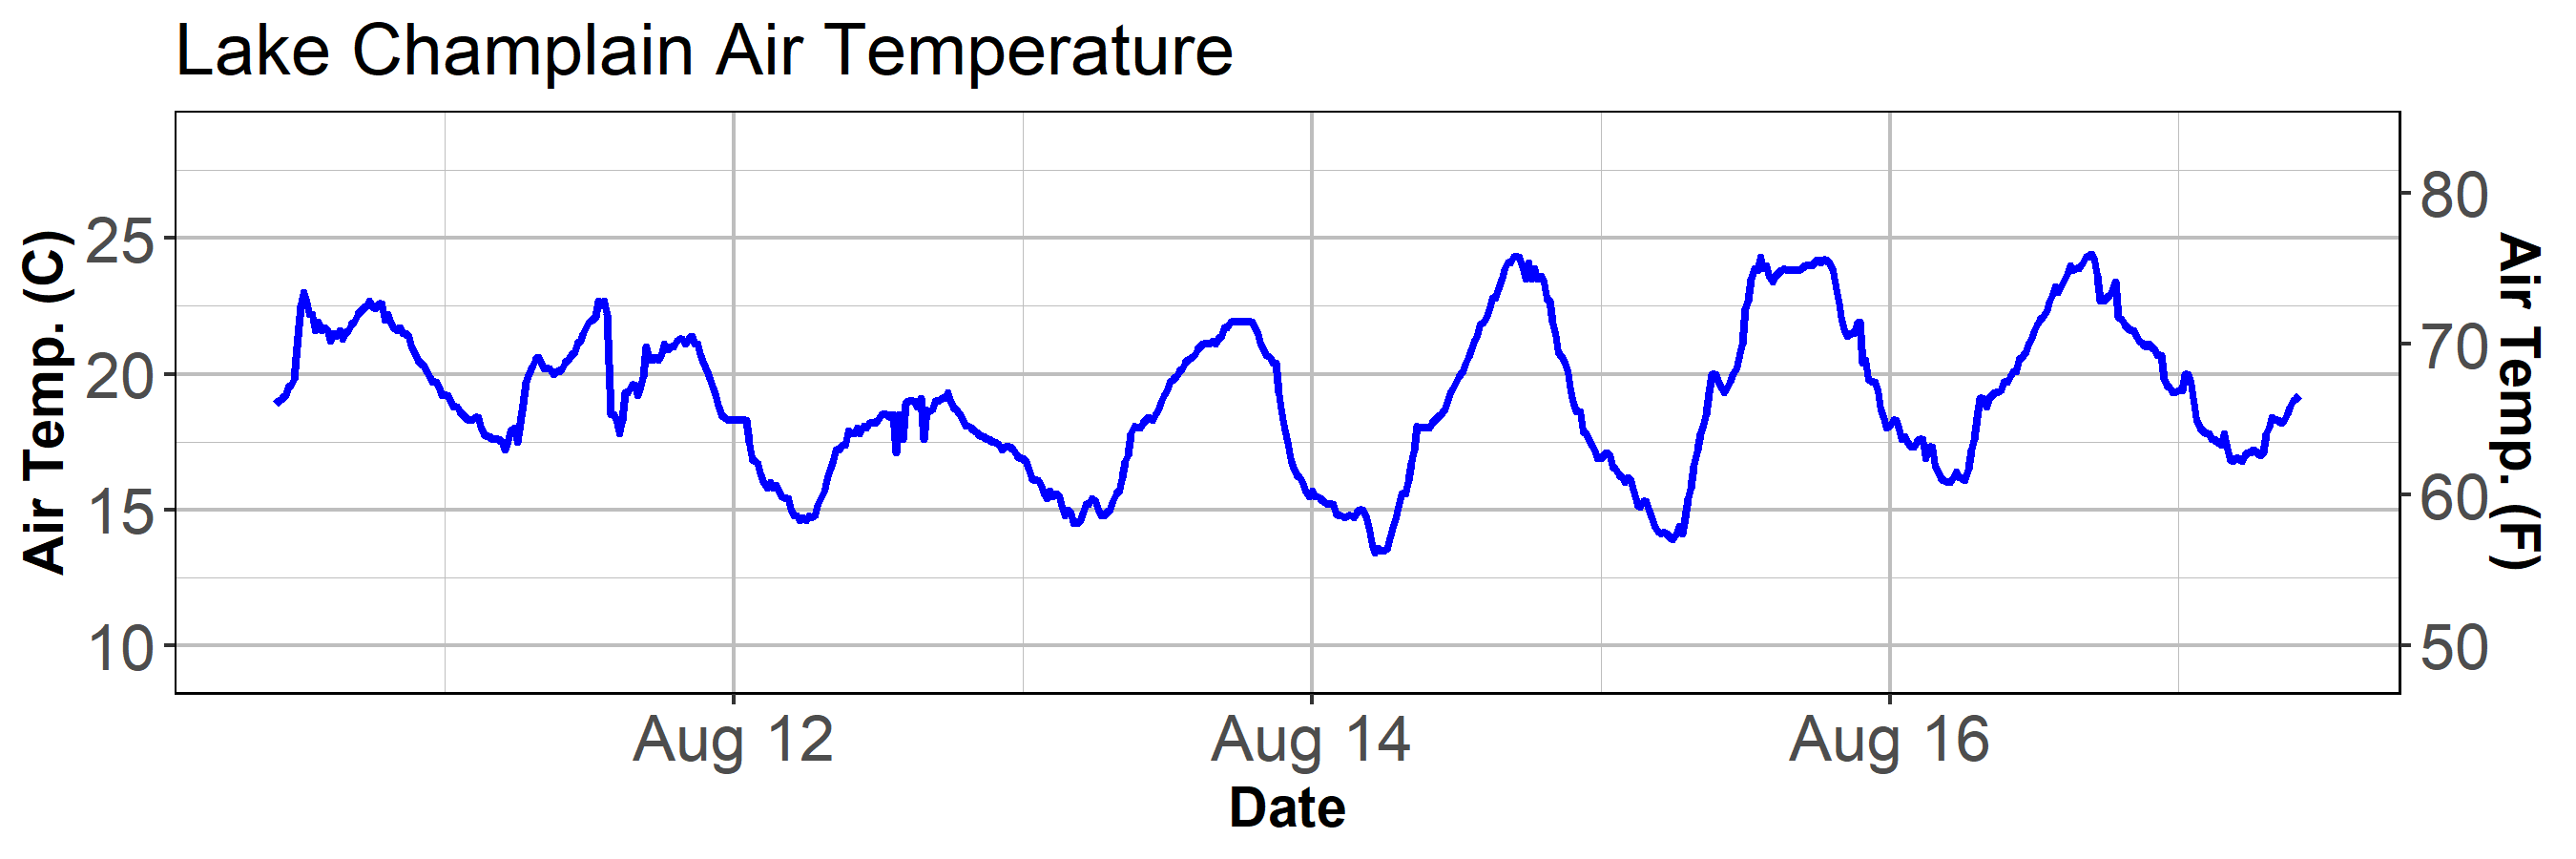 Lake Champlain Air Temperature
Air Temp. (C)
25
20
15
10
80
70
60
50
Air Temp. (F)
Aug 12 Aug 14 Aug 16
Date